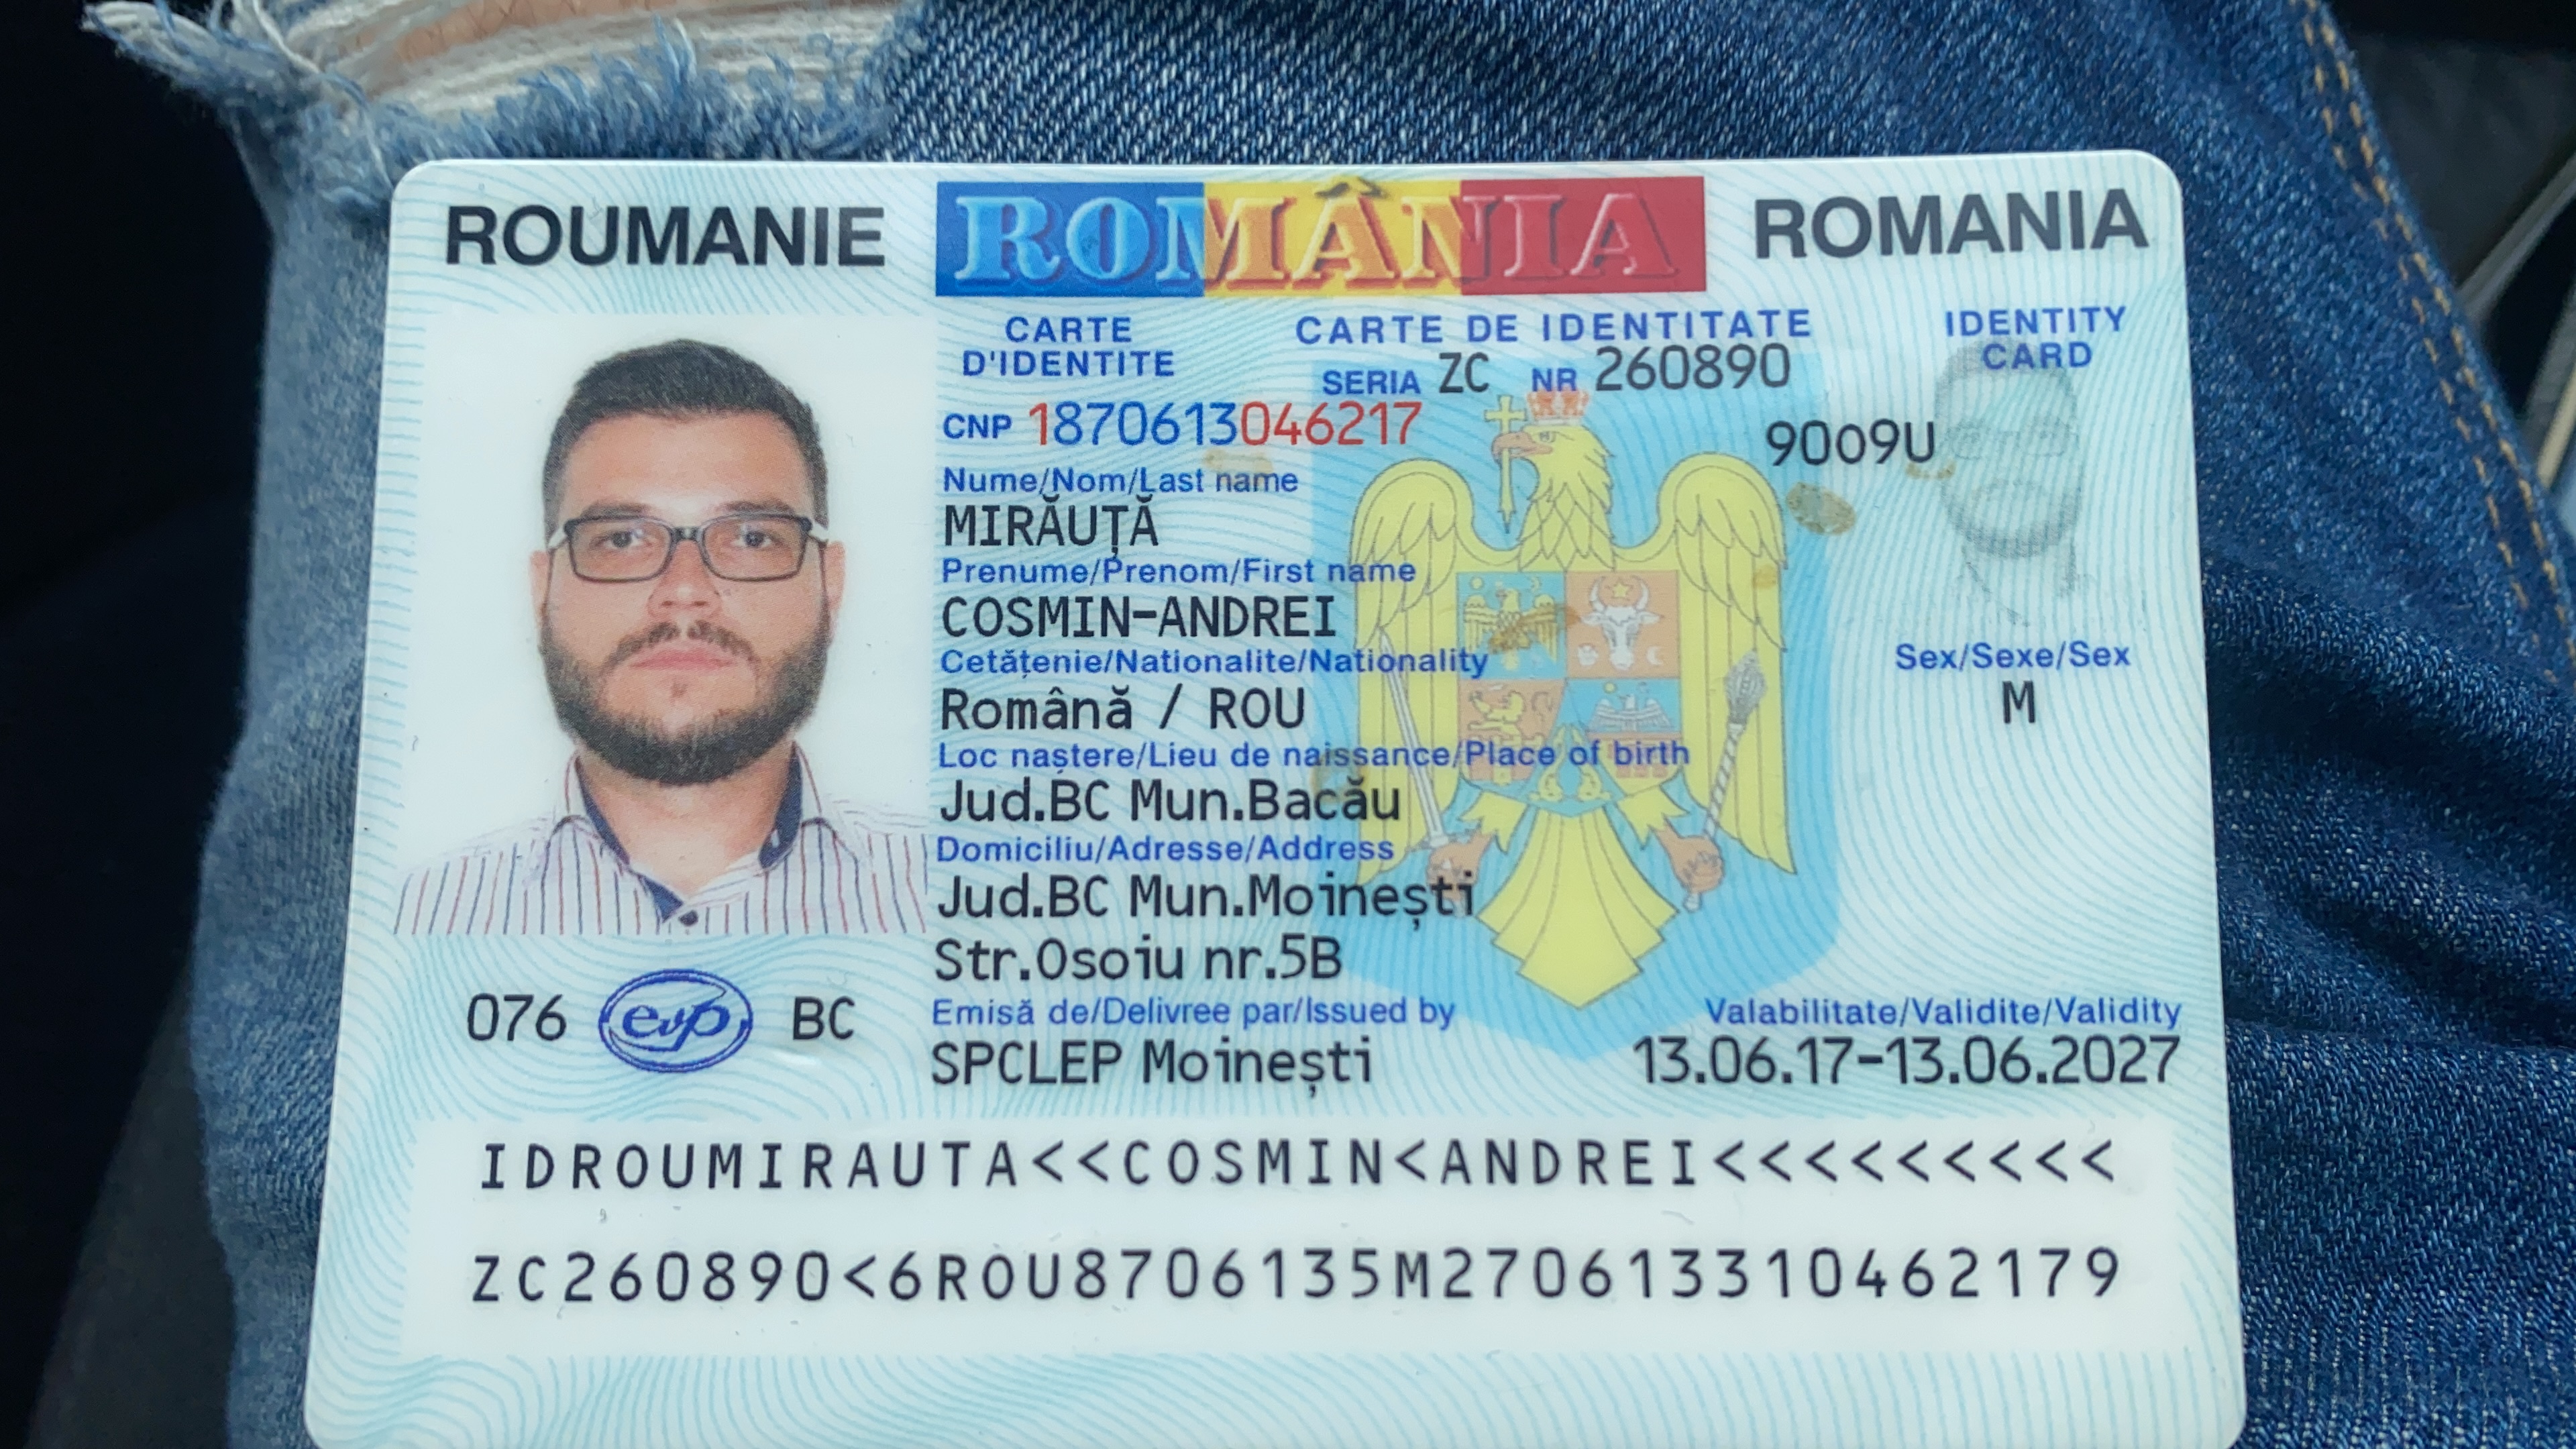 ROUMANIE ROMÂNIA ROMANIA
CARTE D'IDENTITE
CARTE DE IDENTITATE
IDENTITY CARD
SERIA ZC NR 260890
CNP 1870613046217
9009U
Nume/Nom/Last name
MIRĂUȚĂ
Prenume/Prenom/First name
COSMIN-ANDREI
Cetățenie/Nationalite/Nationality
Română / ROU
Sex/Sexe/Sex
M
Loc naștere/Lieu de naissance/Place of birth
Jud.BC Mun.Bacău
Domiciliu/Adresse/Address
Jud.BC Mun.Moinești
Str.Osoiu nr.5B
076 evp BC
Emisă de/Delivree par/Issued by
SPCLEP Moinești
Valabilitate/Validite/Validity
13.06.17-13.06.2027
IDROUMIRAUTA<<COSMIN<ANDREI<<<<<<<<<
ZC260890<6ROU8706135M270613310462179